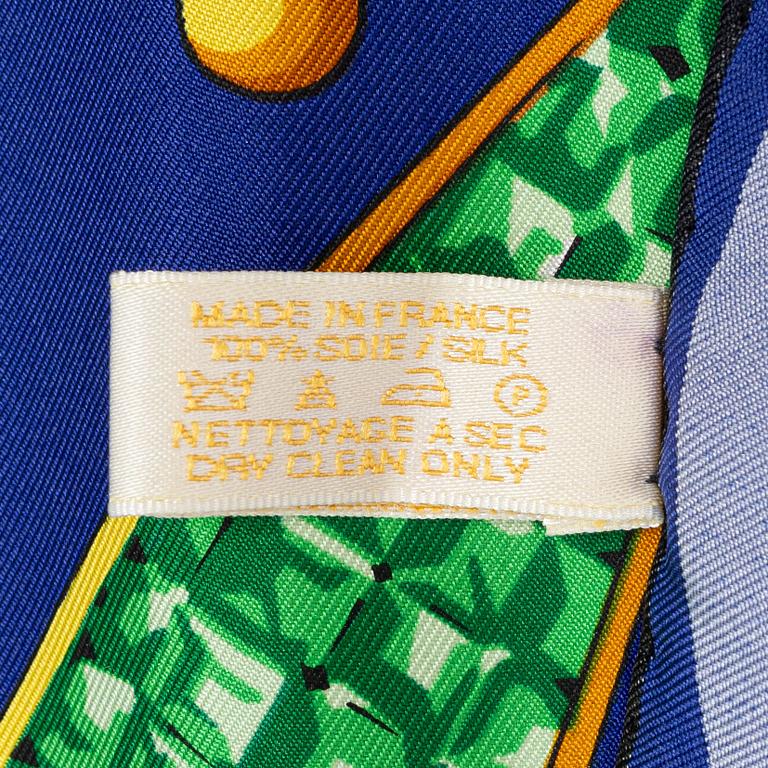 MADE IN FRANCE
100% SOIE / SILK
P
NETTOYAGE A SEC
DRY CLEAN ONLY